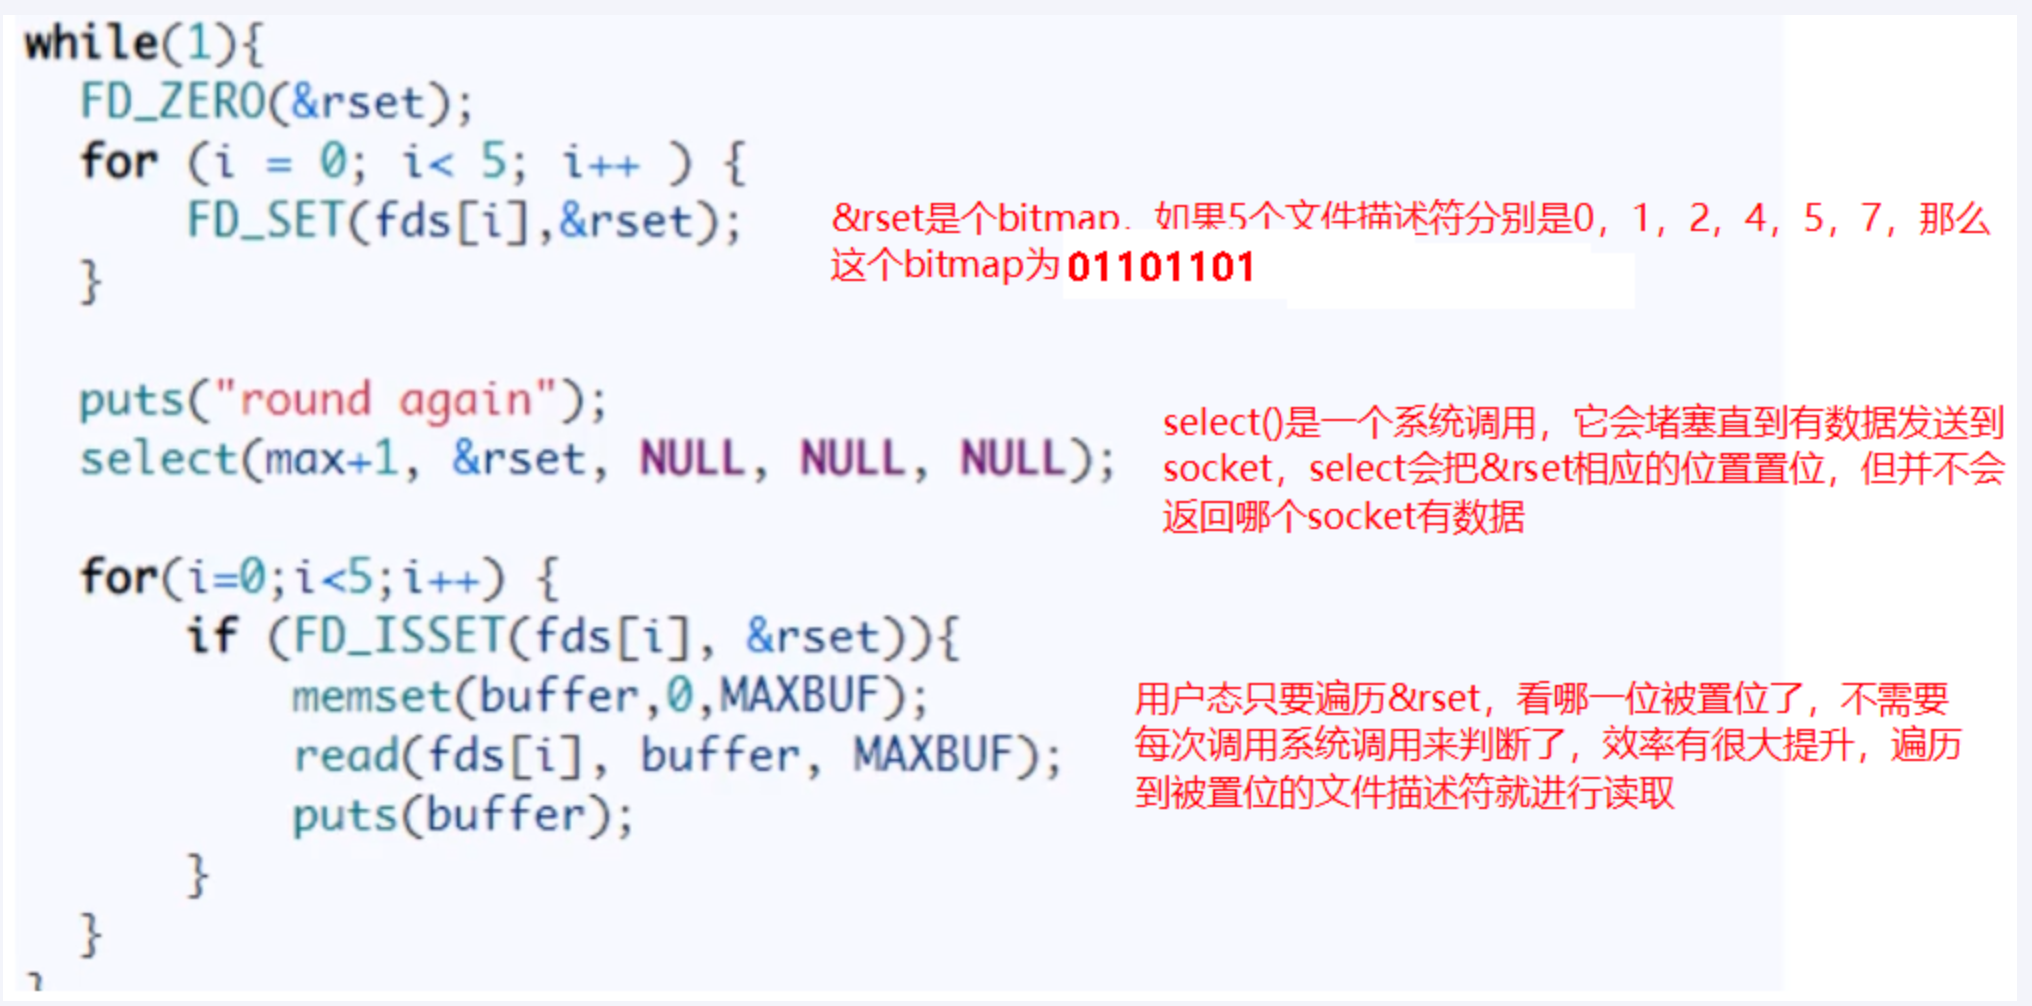 while(1){
FD_ZERO(&rset);
for (i = 0; i< 5; i++ ) {
FD_SET(fds[i],&rset);
}
&rset是个bitmap，如果5个文件描述符分别是0，1，2，4，5，7，那么
这个bitmap为01101101
puts("round again");
select(max+1, &rset, NULL, NULL, NULL);
select()是一个系统调用，它会堵塞直到有数据发送到
socket，select会把&rset相应的位置置位，但并不会
返回哪个socket有数据
for(i=0;i<5;i++) {
if (FD_ISSET(fds[i], &rset)){
memset(buffer,0,MAXBUF);
read(fds[i], buffer, MAXBUF);
puts(buffer);
}
}
}
用户态只要遍历&rset，看哪一位被置位了，不需要
每次调用系统调用来判断了，效率有很大提升，遍历
到被置位的文件描述符就进行读取